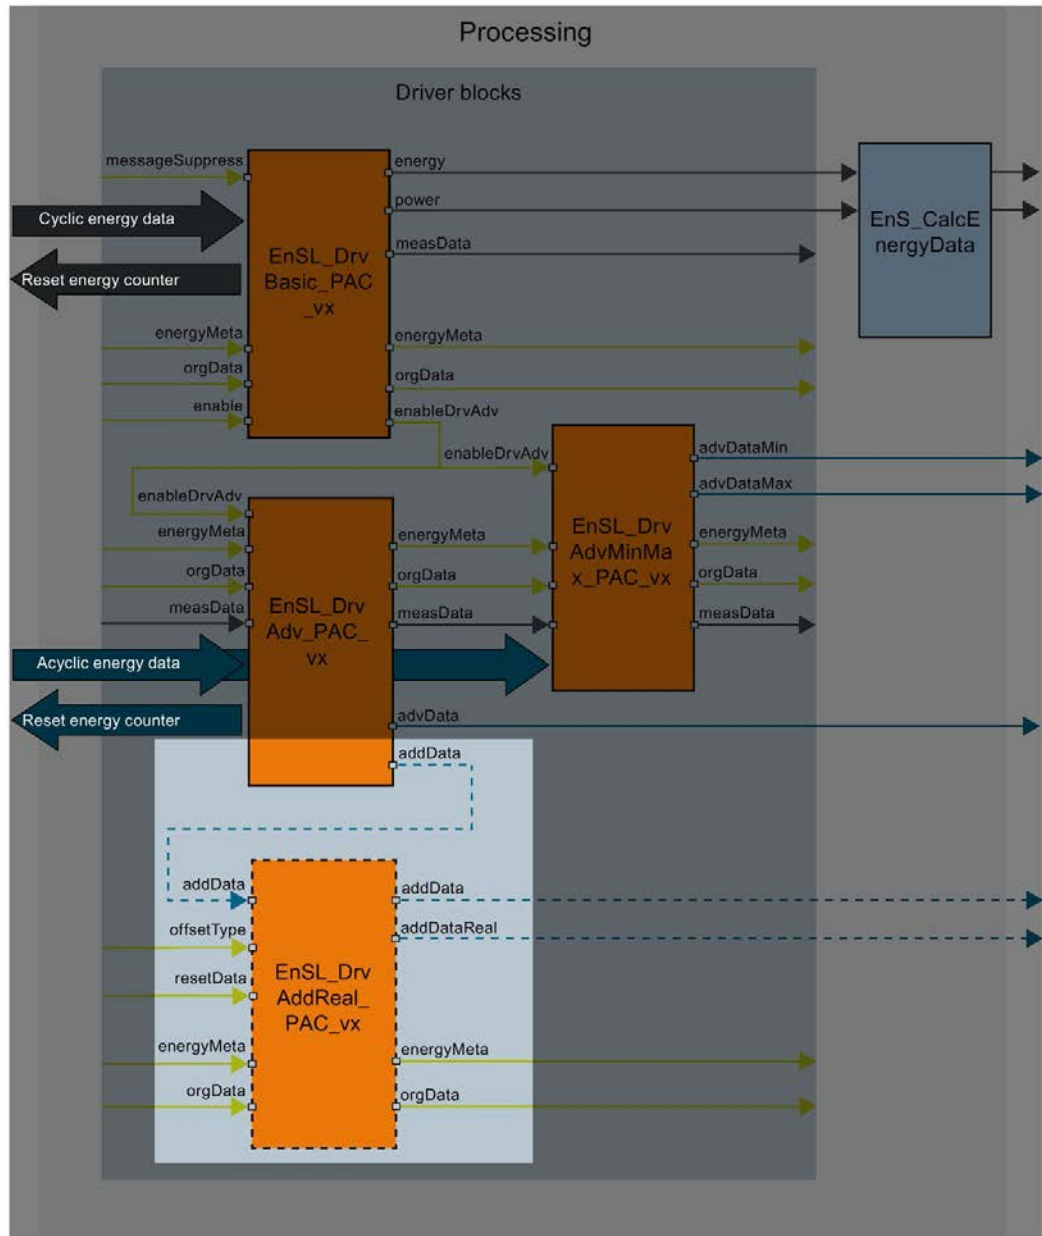 Processing
Driver blocks
messageSuppress
energy
power
Cyclic energy data
measData
Reset energy counter
EnSL_Drv
Basic_PAC
_vx
EnS_CalcE
nergyData
energyMeta
energyMeta
orgData
orgData
enable
enableDrvAdv
enableDrvAdv
advDataMin
advDataMax
enableDrvAdv
energyMeta
energyMeta
EnSL_Drv
AdvMinMa
x_PAC_vx
energyMeta
orgData
orgData
orgData
measData
EnSL_Drv
Adv_PAC_
vx
measData
measData
Acyclic energy data
Reset energy counter
advData
addData
addData
addData
offsetType
addDataReal
resetData
EnSL_Drv
AddReal_
PAC_vx
energyMeta
energyMeta
orgData
orgData